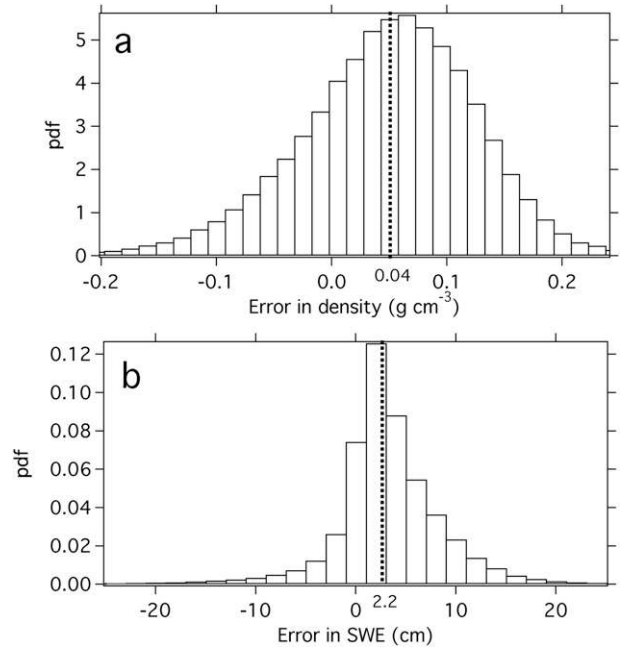 a
5
4
3
2
1
0
pdf
-0.2 -0.1 0.0 0.04 0.1 0.2
Error in density (g cm⁻³)
b
0.12
0.10
0.08
0.06
0.04
0.02
0.00
pdf
-20 -10 0 2.2 10 20
Error in SWE (cm)